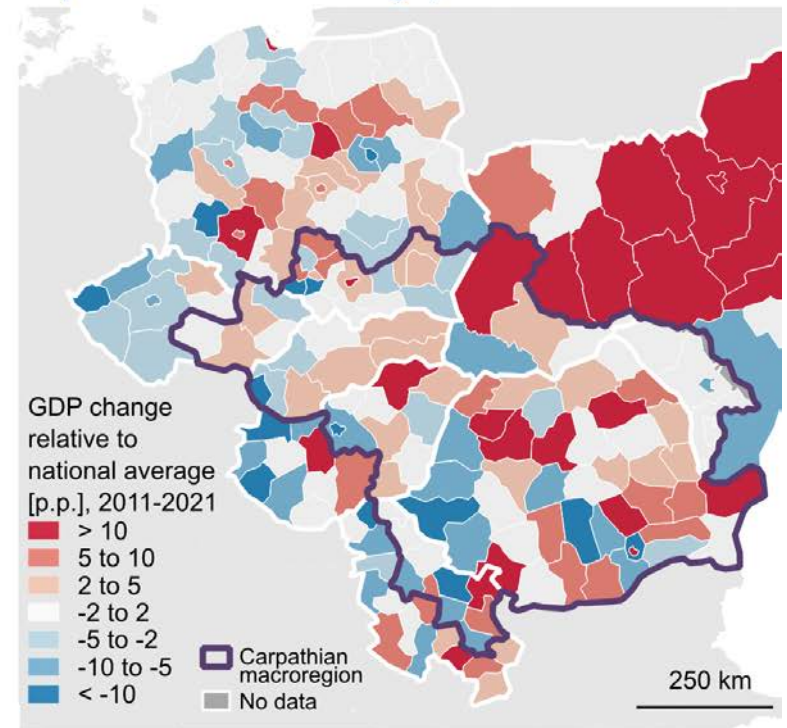 GDP change
relative to
national average
[p.p.], 2011-2021
> 10
5 to 10
2 to 5
-2 to 2
-5 to -2
-10 to -5
< -10
Carpathian
macroregion
No data
250 km